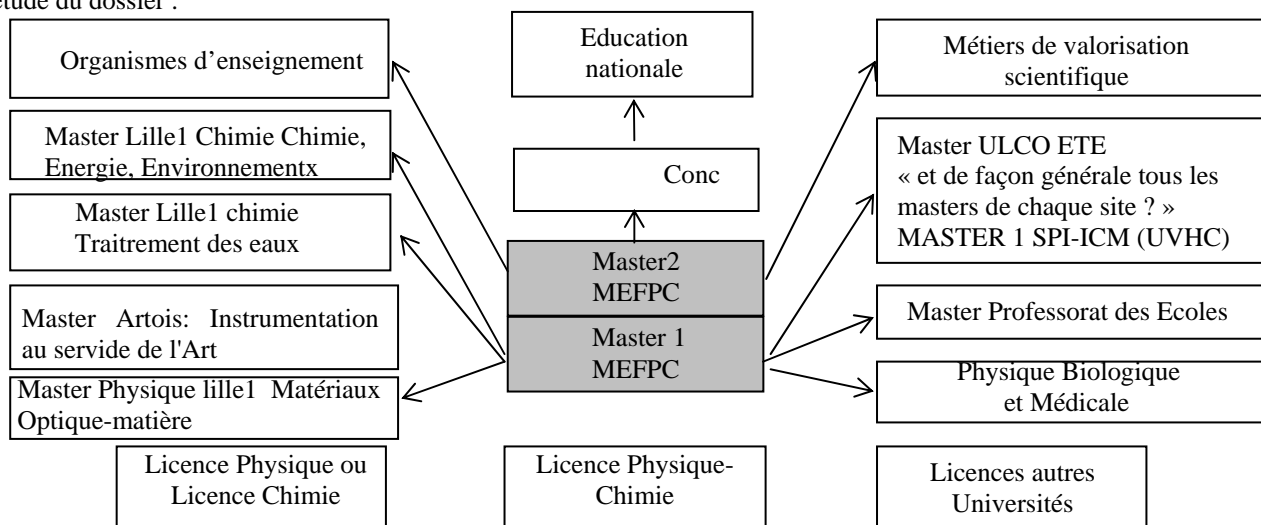 étude du dossier :
Organismes d’enseignement
Education
nationale
Métiers de valorisation
scientifique
Master Lille1 Chimie Chimie,
Energie, Environnementx
Conc
Master ULCO ETE
« et de façon générale tous les
masters de chaque site ? »
MASTER 1 SPI-ICM (UVHC)
Master Lille1 chimie
Traitrement des eaux
Master2
MEFPC
Master Artois: Instrumentation
au servide de l'Art
Master 1
MEFPC
Master Professorat des Ecoles
Master Physique lille1 Matériaux
Optique-matière
Physique Biologique
et Médicale
Licence Physique ou
Licence Chimie
Licence Physique-
Chimie
Licences autres
Universités